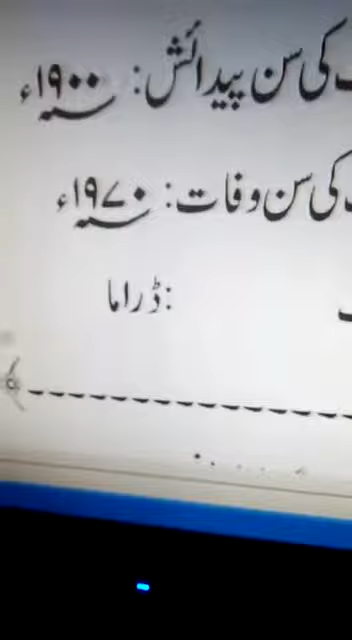 کی سن پیدائش: ۱۹۰۰ء
کی سن وفات: ۱۹۷۰ء
:ڈراما